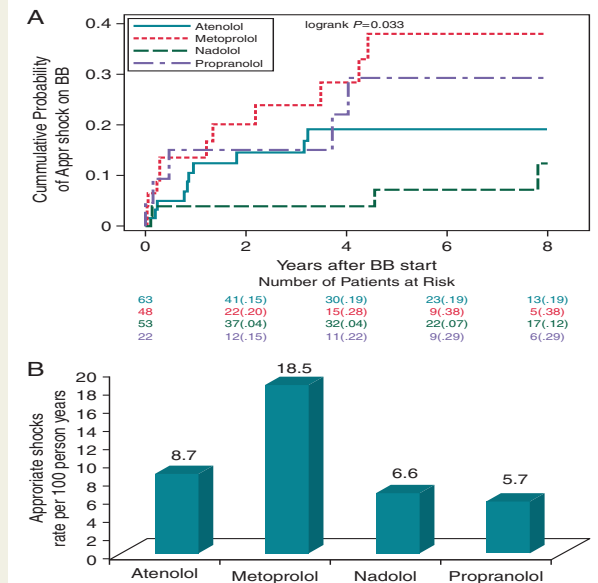 A
Cummulative Probability
of Appr shock on BB
0.4
0.3
0.2
0.1
0
Atenolol
Metoprolol
Nadolol
Propranolol
logrank P=0.033
0 2 4 6 8
Years after BB start
Number of Patients at Risk
63 41(.15) 30(.19) 23(.19) 13(.19)
48 22(.20) 15(.28) 9(.38) 5(.38)
53 37(.04) 32(.04) 22(.07) 17(.12)
22 12(.15) 11(.22) 9(.29) 6(.29)
B
Approriate shocks
rate per 100 person years
20
18
16
14
12
10
8
6
4
2
0
8.7
18.5
6.6
5.7
Atenolol Metoprolol Nadolol Propranolol